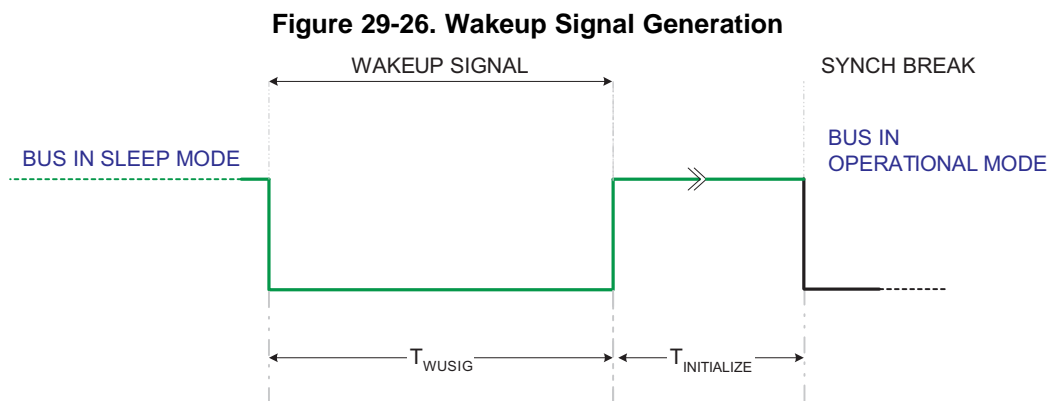 Figure 29-26. Wakeup Signal Generation
WAKEUP SIGNAL
SYNCH BREAK
BUS IN SLEEP MODE
BUS IN
OPERATIONAL MODE
TWUSIG
TINITIALIZE